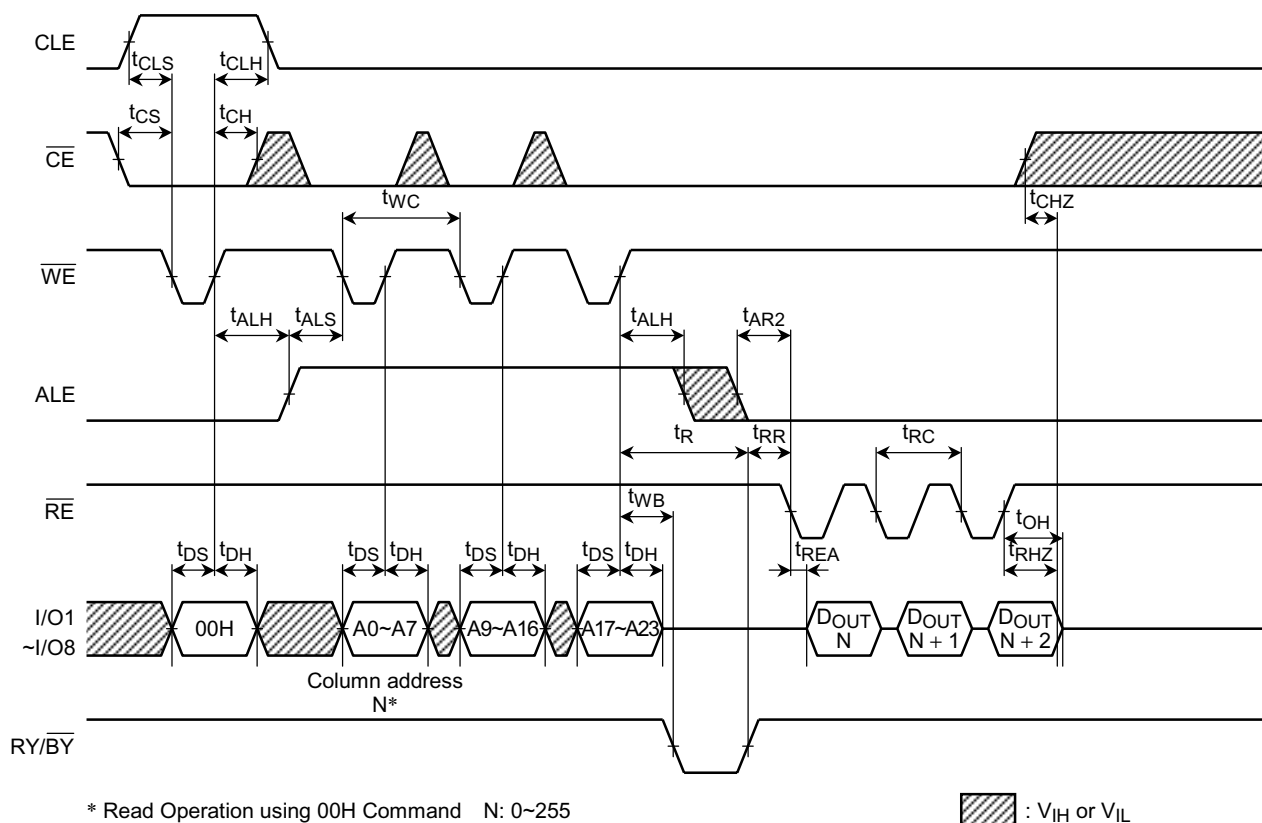 CLE
tCLS
tCLH
tCS
tCH
CE
tWC
tCHZ
WE
tALH
tALS
tALH
tAR2
ALE
tR
tRR
tRC
RE
tWB
tOH
tDS
tDH
tDS
tDH
tDS
tDH
tDS
tDH
tREA
tRHZ
I/O1
~I/O8
00H
A0~A7
A9~A16
A17~A23
DOUT
N
DOUT
N + 1
DOUT
N + 2
Column address
N*
RY/BY
* Read Operation using 00H Command N: 0~255
: VIH or VIL